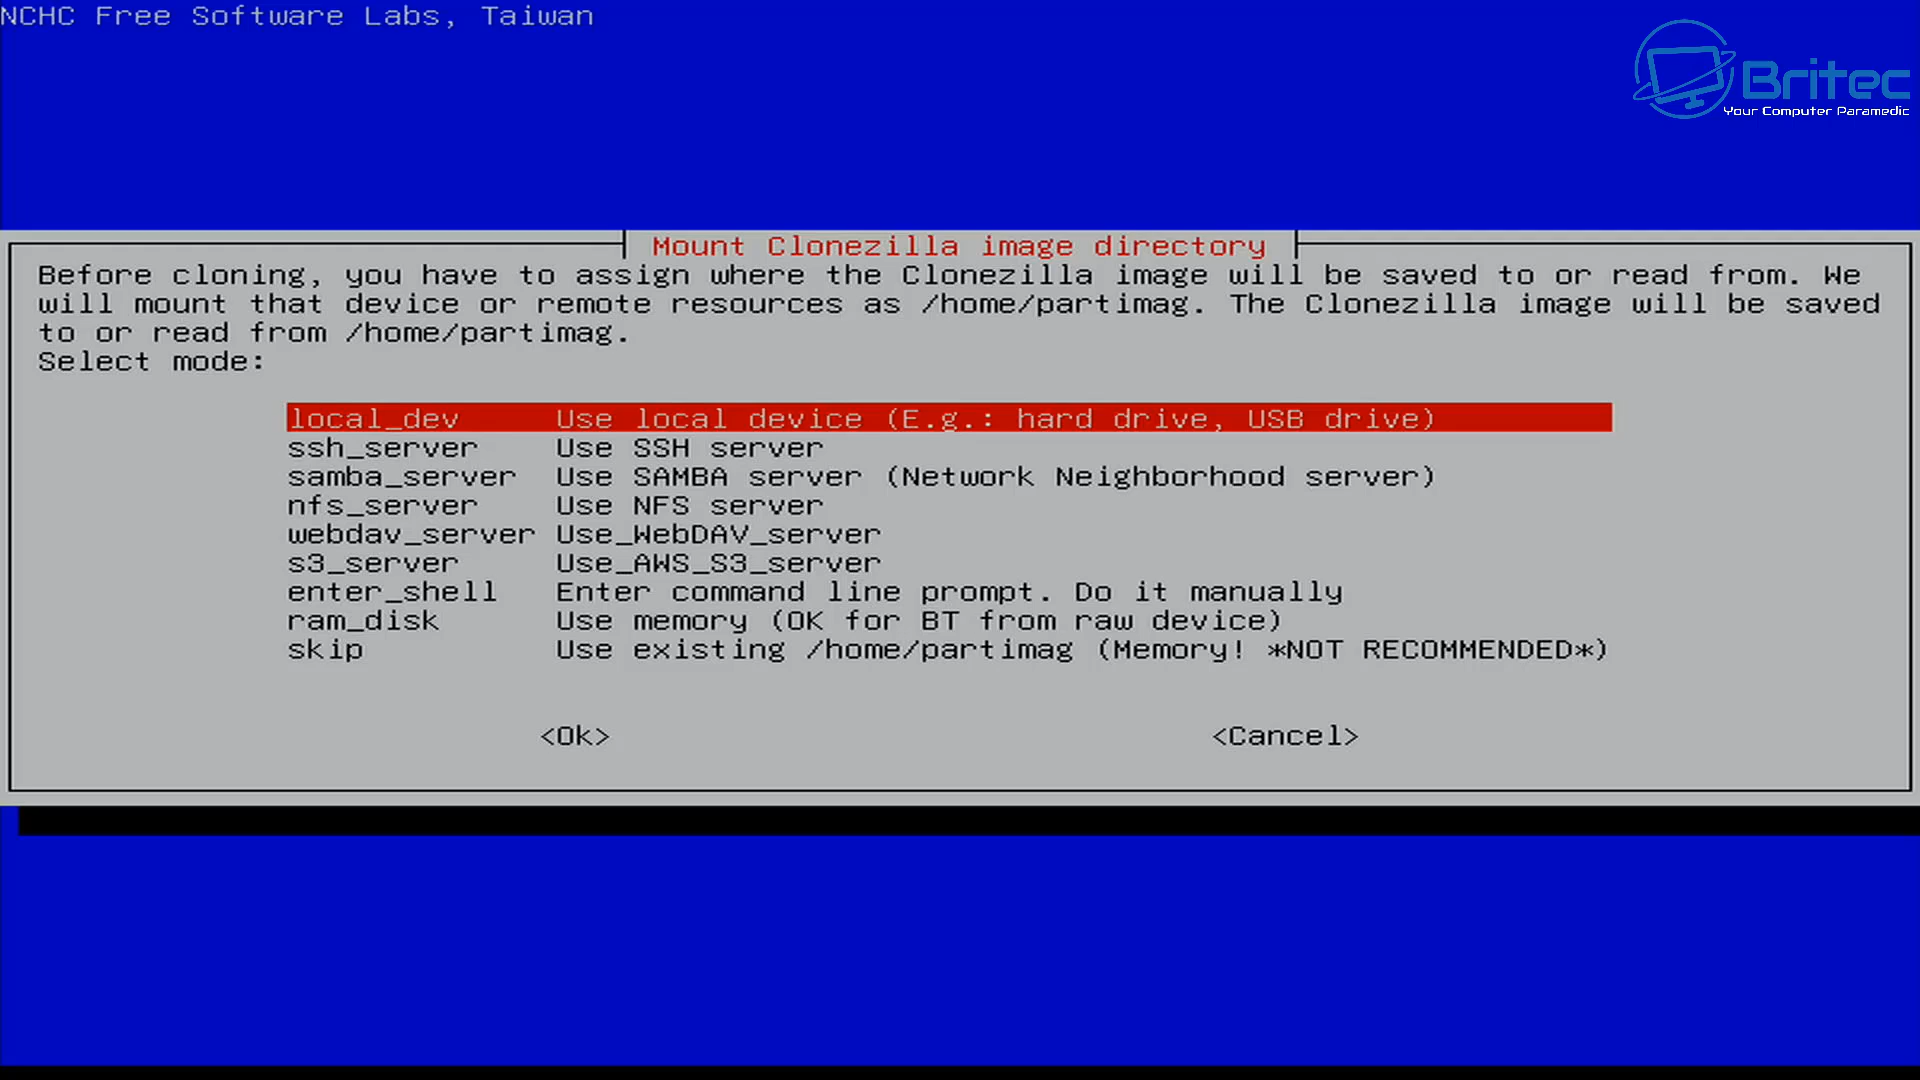 NCHC Free Software Labs, Taiwan
Britec
Your Computer Paramedic
Mount Clonezilla image directory
Before cloning, you have to assign where the Clonezilla image will be saved to or read from. We
will mount that device or remote resources as /home/partimag. The Clonezilla image will be saved
to or read from /home/partimag.
Select mode:
local_dev Use local device (E.g.: hard drive, USB drive)
ssh_server Use SSH server
samba_server Use SAMBA server (Network Neighborhood server)
nfs_server Use NFS server
webdav_server Use_WebDAV_server
s3_server Use_AWS_S3_server
enter_shell Enter command line prompt. Do it manually
ram_disk Use memory (OK for BT from raw device)
skip Use existing /home/partimag (Memory! *NOT RECOMMENDED*)
<Ok> <Cancel>